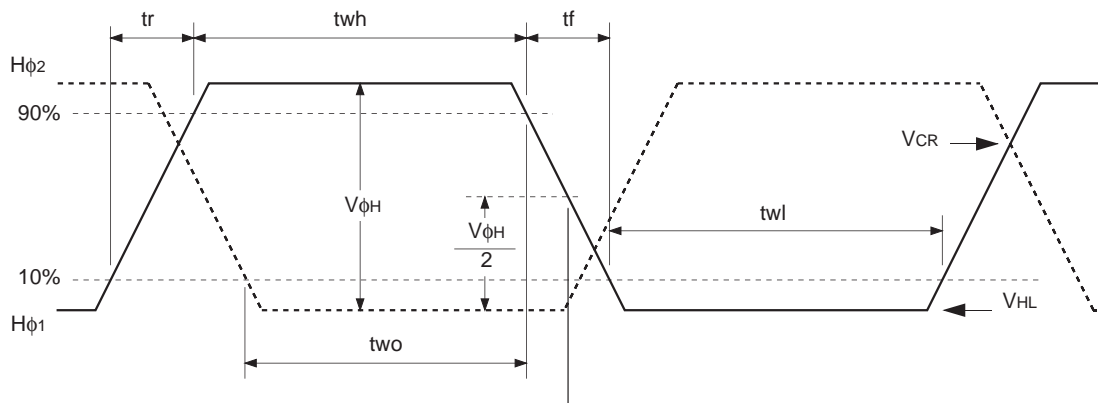 tr
twh
tf
Hϕ2
90%
VCR
VϕH
VϕH
2
twl
10%
VHL
Hϕ1
two